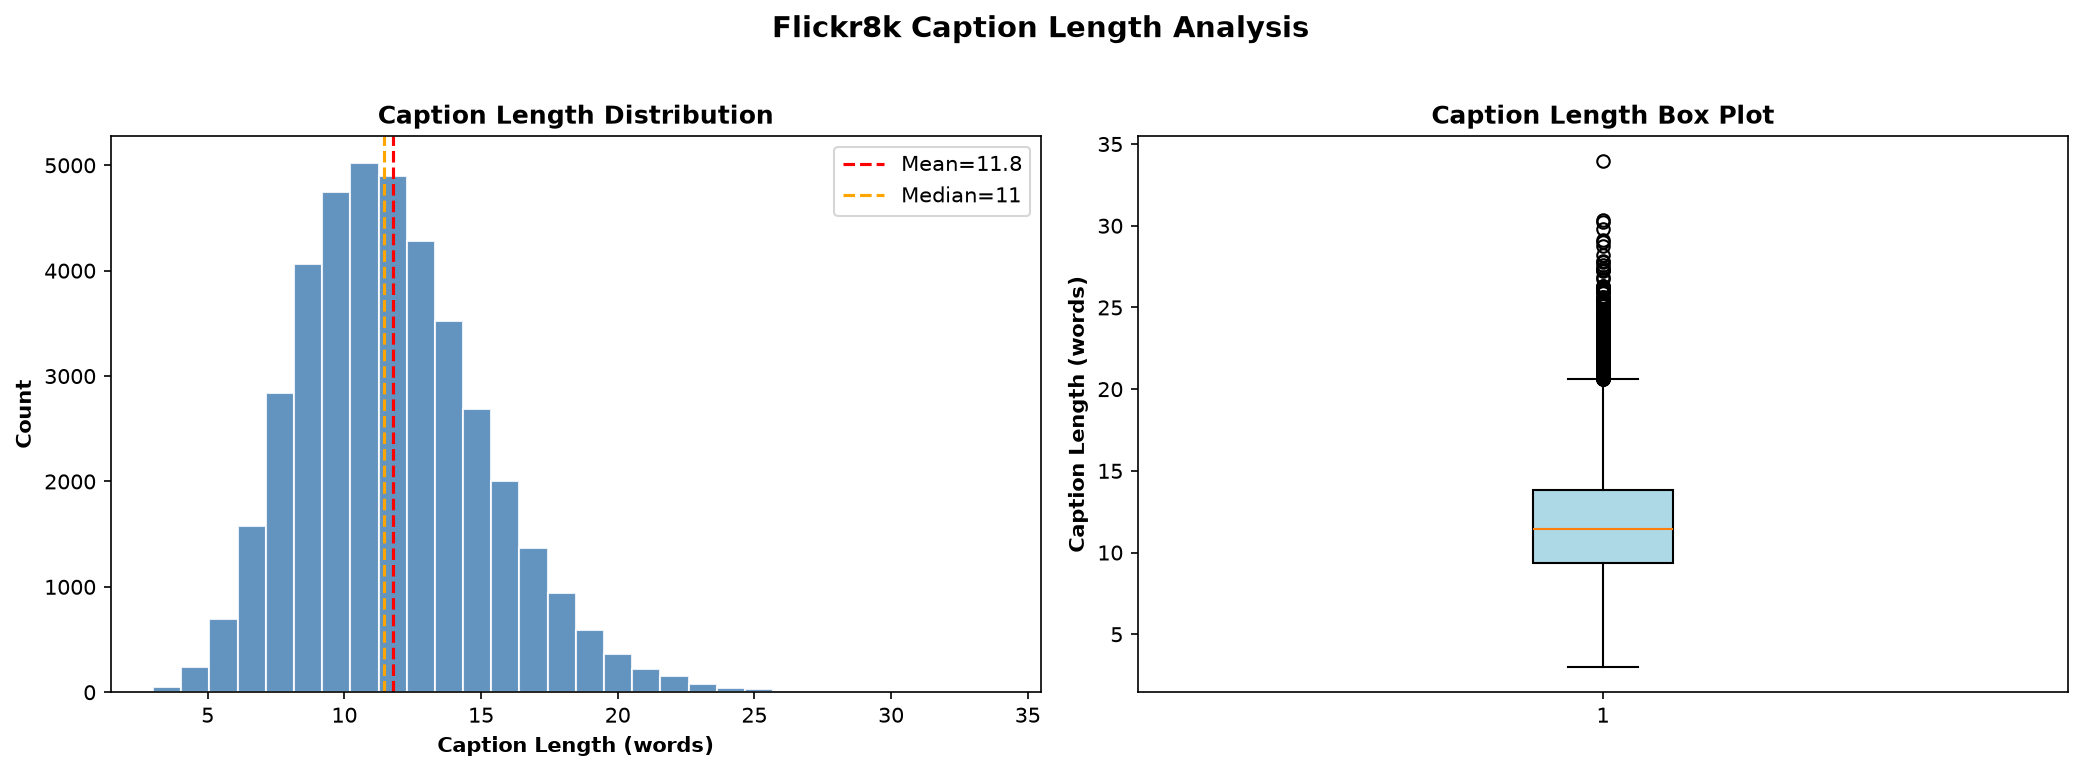 Flickr8k Caption Length Analysis
Caption Length Distribution
5000
4000
3000
2000
1000
0
Count
5
10
15
20
25
30
35
Caption Length (words)
Mean=11.8
Median=11
Caption Length Box Plot
35
30
25
20
15
10
5
Caption Length (words)
1